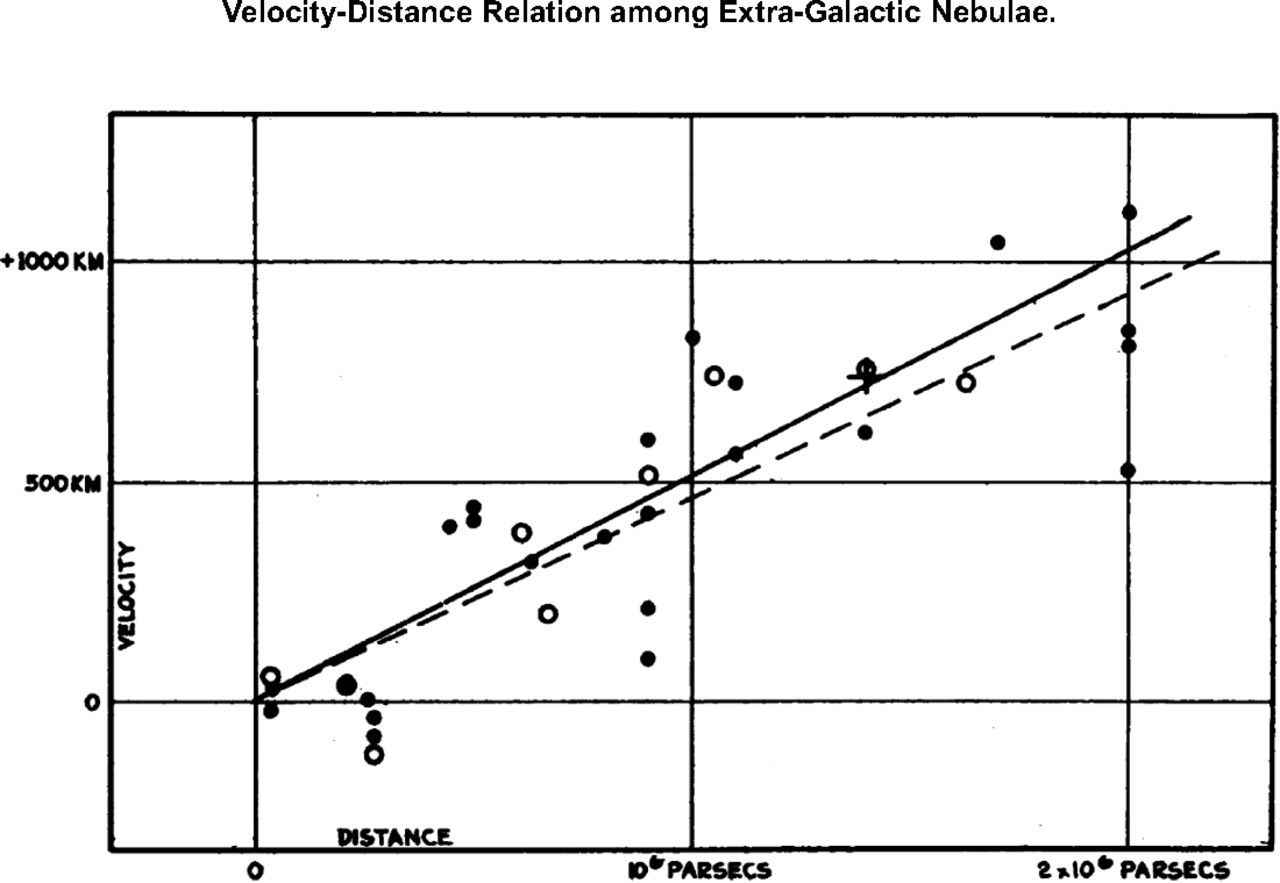 Velocity-Distance Relation among Extra-Galactic Nebulae.
+1000 KM
500 KM
VELOCITY
0
DISTANCE
0
10⁶ PARSECS
2 x 10⁶ PARSECS